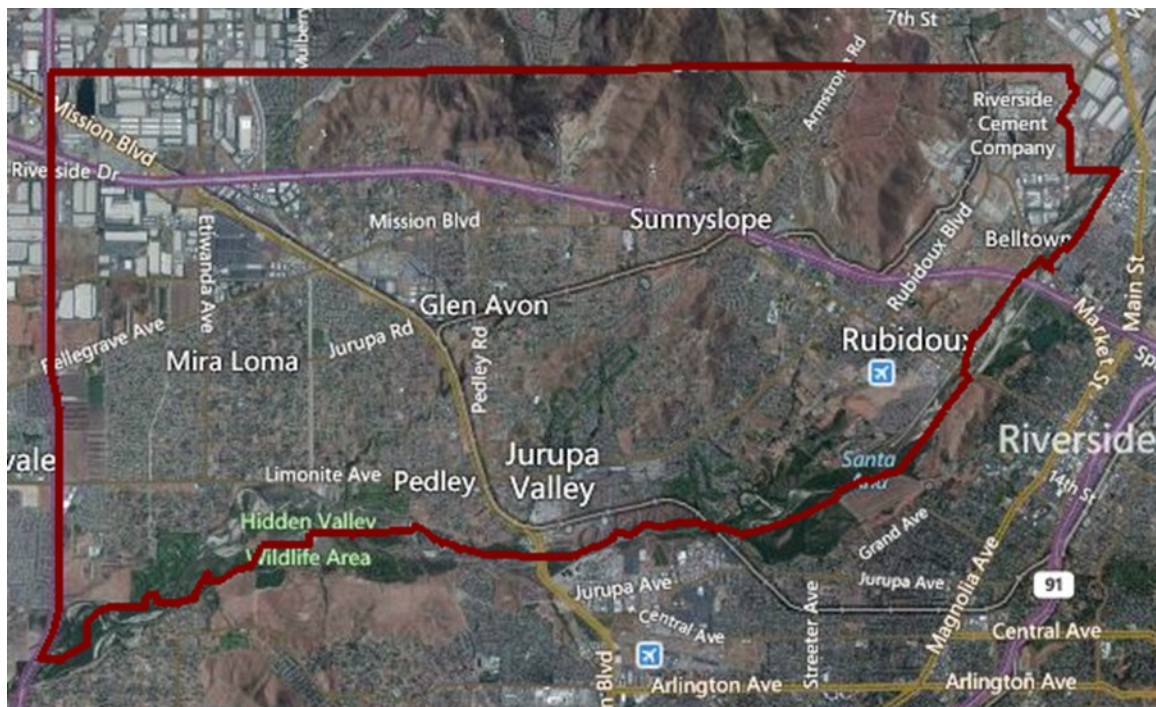 7th St
Mulberry
Armstrong Rd
Riverside
Cement
Company
Mission Blvd
Riverside Dr
Etiwanda Ave
Mission Blvd
Sunnyslope
Belltown
Rubidoux Blvd
Main St
Market St
Glen Avon
Bellegrave Ave
Jurupa Rd
Pedley Rd
Mira Loma
Rubidoux
Riverside
vale
Jurupa
Valley
Limonite Ave
Pedley
Santa
Ana
14th St
Hidden Valley
Wildlife Area
Grand Ave
Jurupa Ave
Jurupa Ave
91
Magnolia Ave
Central Ave
Streeter Ave
Central Ave
n Blvd
Arlington Ave
Arlington Ave